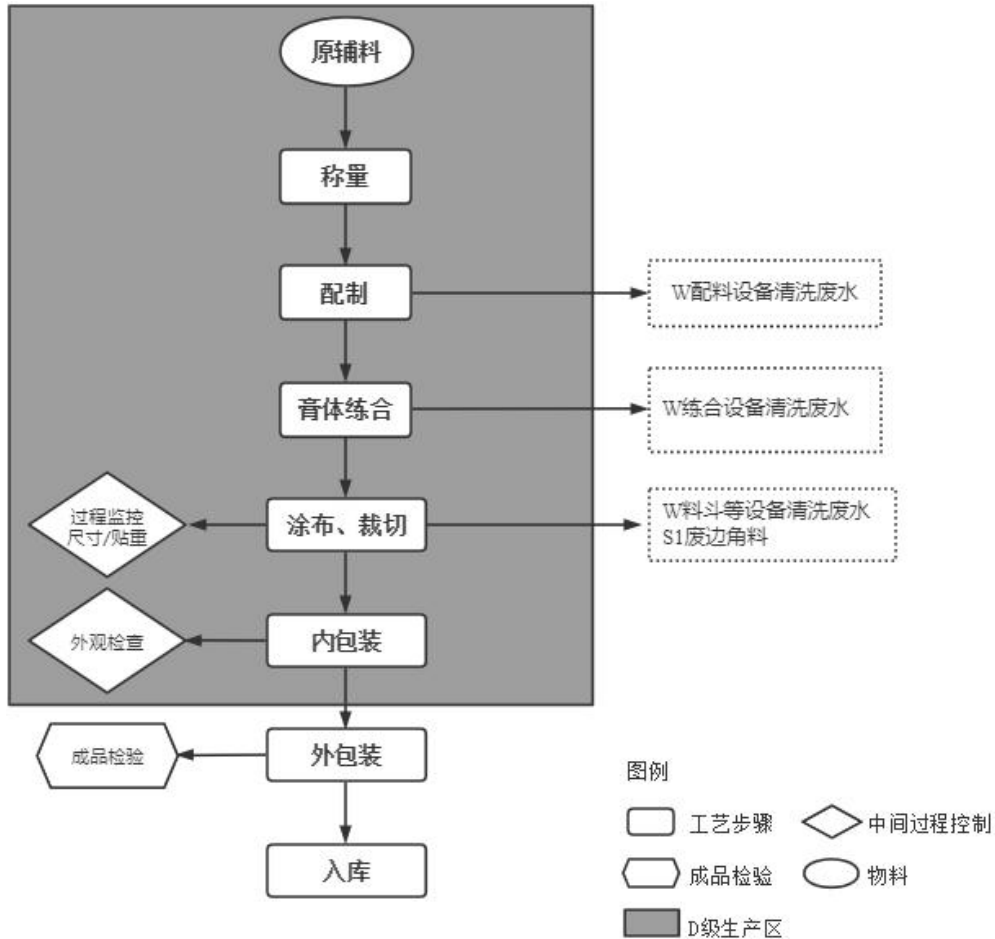 原辅料
称量
配制
W配料设备清洗废水
膏体练合
W练合设备清洗废水
过程监控
尺寸/贴重
涂布、裁切
W料斗等设备清洗废水
S1废边角料
外观检查
内包装
成品检验
外包装
入库
图例
工艺步骤
中间过程控制
成品检验
物料
D级生产区